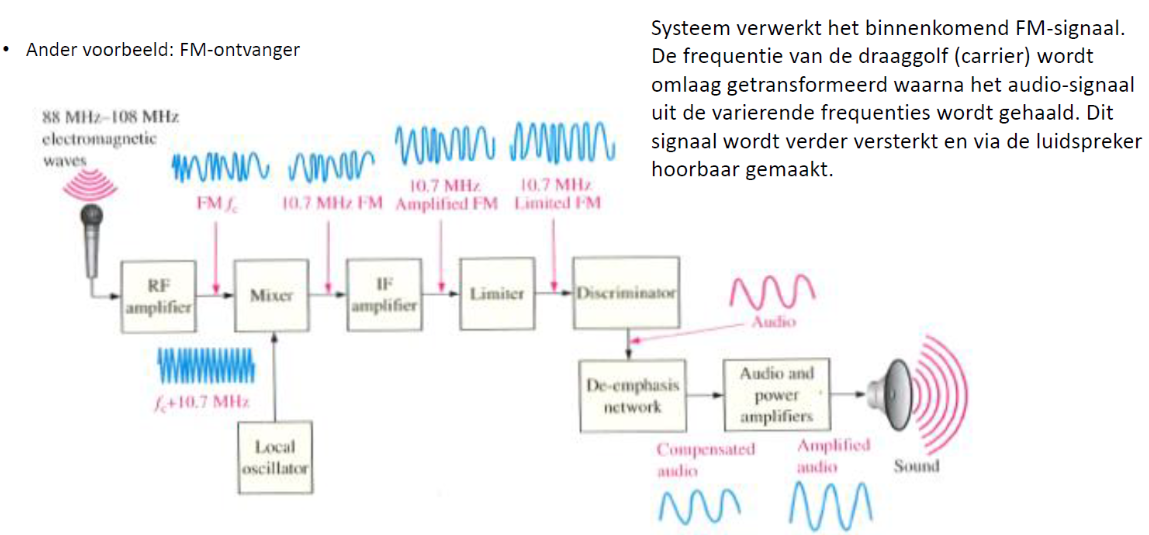 • Ander voorbeeld: FM-ontvanger
Systeem verwerkt het binnenkomend FM-signaal.
De frequentie van de draaggolf (carrier) wordt
omlaag getransformeerd waarna het audio-signaal
uit de varierende frequenties wordt gehaald. Dit
signaal wordt verder versterkt en via de luidspreker
hoorbaar gemaakt.
88 MHz–108 MHz
electromagnetic
waves
FM fc
10.7 MHz FM
10.7 MHz
Amplified FM
10.7 MHz
Limited FM
RF
amplifier
Mixer
IF
amplifier
Limiter
Discriminator
Audio
fc+10.7 MHz
Local
oscillator
De-emphasis
network
Audio and
power
amplifiers
Compensated
audio
Amplified
audio
Sound